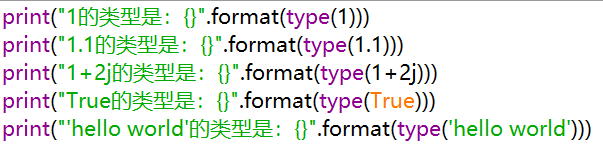 print("1的类型是：{}".format(type(1)))
print("1.1的类型是：{}".format(type(1.1)))
print("1+2j的类型是：{}".format(type(1+2j)))
print("True的类型是：{}".format(type(True)))
print("'hello world'的类型是：{}".format(type('hello world')))